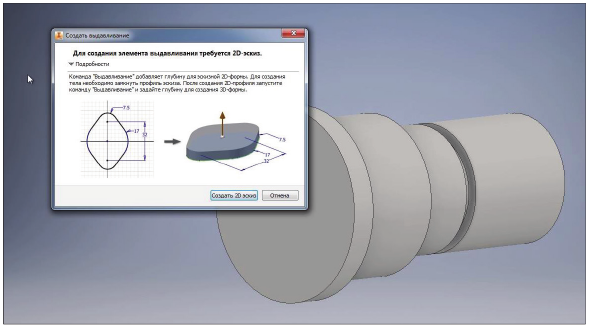 Создать выдавливание
Для создания элемента выдавливания требуется 2D-эскиз.
Подробности
Команда "Выдавливание" добавляет глубину для эскизной 2D-формы. Для создания
тела необходимо замкнуть профиль эскиза. После создания 2D-профиля запустите
команду "Выдавливание" и задайте глубину для создания 3D-формы.
7.5
17
32
7.5
17
32
Создать 2D эскиз
Отмена